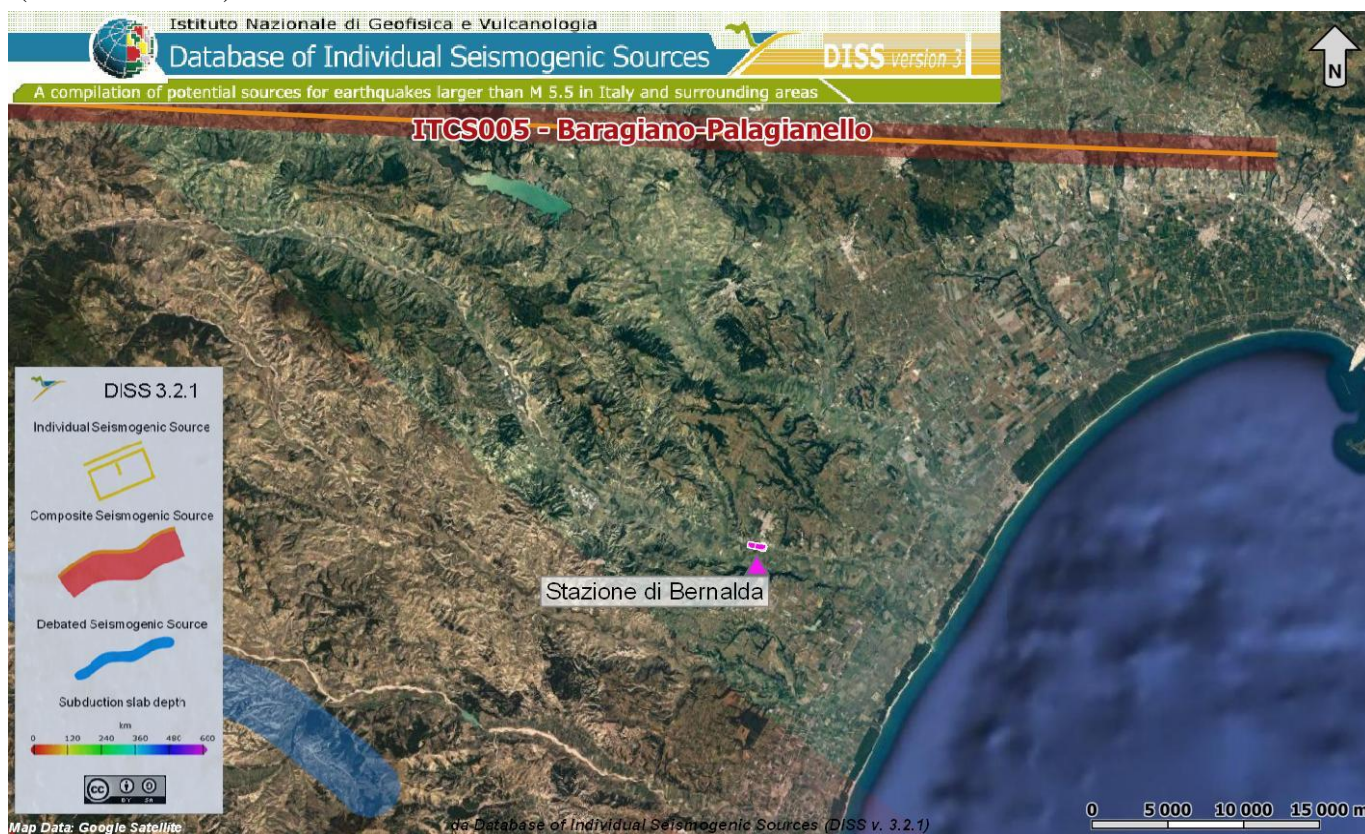 Istituto Nazionale di Geofisica e Vulcanologia
Database of Individual Seismogenic Sources
DISS version 3
A compilation of potential sources for earthquakes larger than M 5.5 in Italy and surrounding areas
N
ITCS005 - Baragiano-Palagianello
DISS 3.2.1
Individual Seismogenic Source
Composite Seismogenic Source
Debated Seismogenic Source
Subduction slab depth
km
0 120 240 360 480 600
CC
BY SA
Stazione di Bernalda
0 5 000 10 000 15 000 m
Map Data: Google Satellite
da Database of Individual Seismogenic Sources (DISS v. 3.2.1)